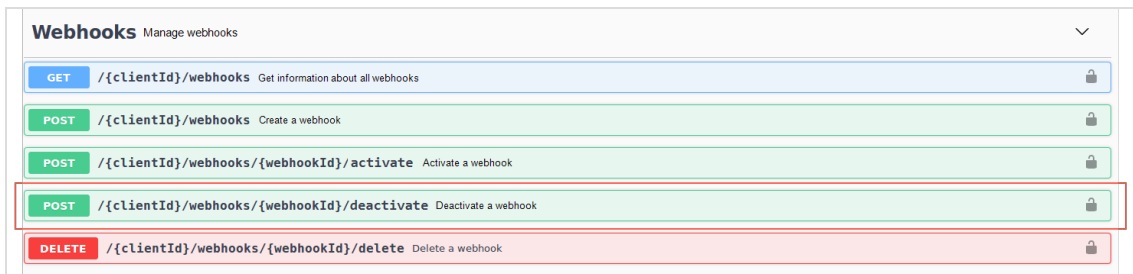 Webhooks Manage webhooks
GET /{clientId}/webhooks Get information about all webhooks
POST /{clientId}/webhooks Create a webhook
POST /{clientId}/webhooks/{webhookId}/activate Activate a webhook
POST /{clientId}/webhooks/{webhookId}/deactivate Deactivate a webhook
DELETE /{clientId}/webhooks/{webhookId}/delete Delete a webhook